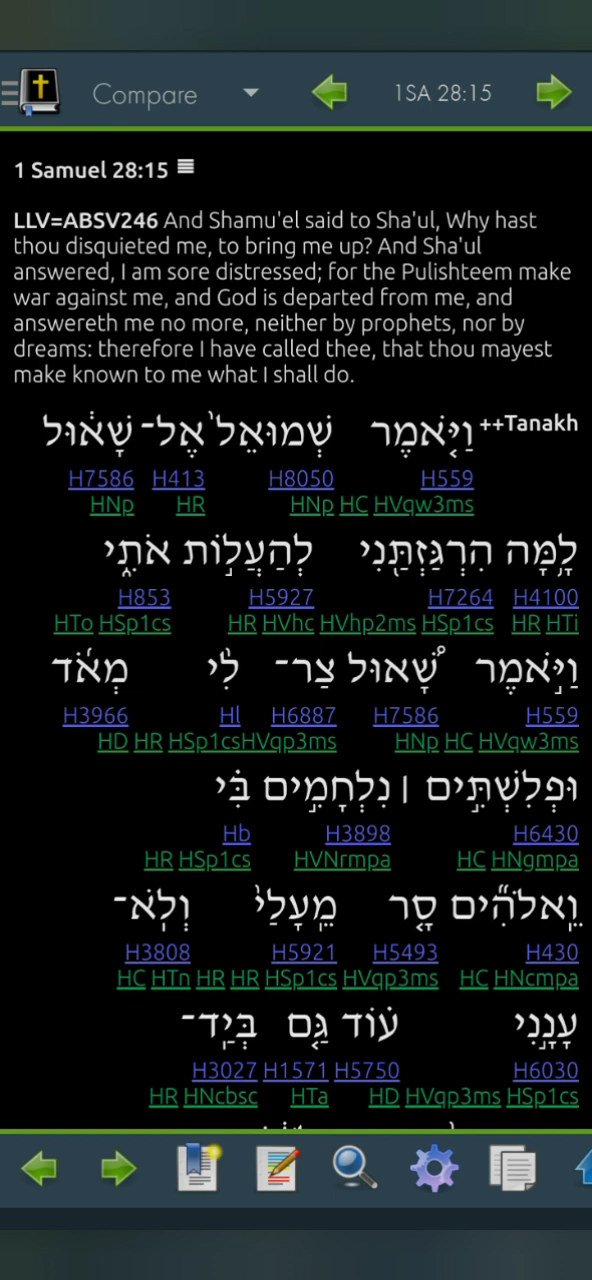 Compare
1SA 28:15
1 Samuel 28:15
LLV=ABSV246 And Shamu'el said to Sha'ul, Why hast
thou disquieted me, to bring me up? And Sha'ul
answered, I am sore distressed; for the Pulishteem make
war against me, and God is departed from me, and
answereth me no more, neither by prophets, nor by
dreams: therefore I have called thee, that thou mayest
make known to me what I shall do.
++Tanakh וַיֹּ֤אמֶר שְׁמוּאֵל֙ אֶל־ שָׁא֔וּל
H7586 H413 H8050 H559
HNp HR HNp HC HVqw3ms
לָ֥מָּה הִרְגַּזְתַּ֖נִי לְהַעֲל֣וֹת אֹתִ֑י
H853 H5927 H7264 H4100
HTo HSp1cs HR HVhc HVhp2ms HSp1cs HR HTi
וַיֹּ֣אמֶר שָׁ֠אוּל צַר־ לִ֨י מְאֹ֜ד
H3966 Hl H6887 H7586 H559
HD HR HSp1csHVqp3ms HNp HC HVqw3ms
וּפְלִשְׁתִּ֣ים ׀ נִלְחָמִ֣ים בִּ֗י
Hb H3898 H6430
HR HSp1cs HVNrmpa HC HNgmpa
וֵֽאלֹהִ֞ים סָ֤ר מֵֽעָלַי֙ וְלֹֽא־
H3808 H5921 H5493 H430
HC HTn HR HR HSp1cs HVqp3ms HC HNcmpa
עָנָ֣נִי ע֗וֹד גַּ֤ם בְּיַֽד־
H3027 H1571 H5750 H6030
HR HNcbsc HTa HD HVqp3ms HSp1cs